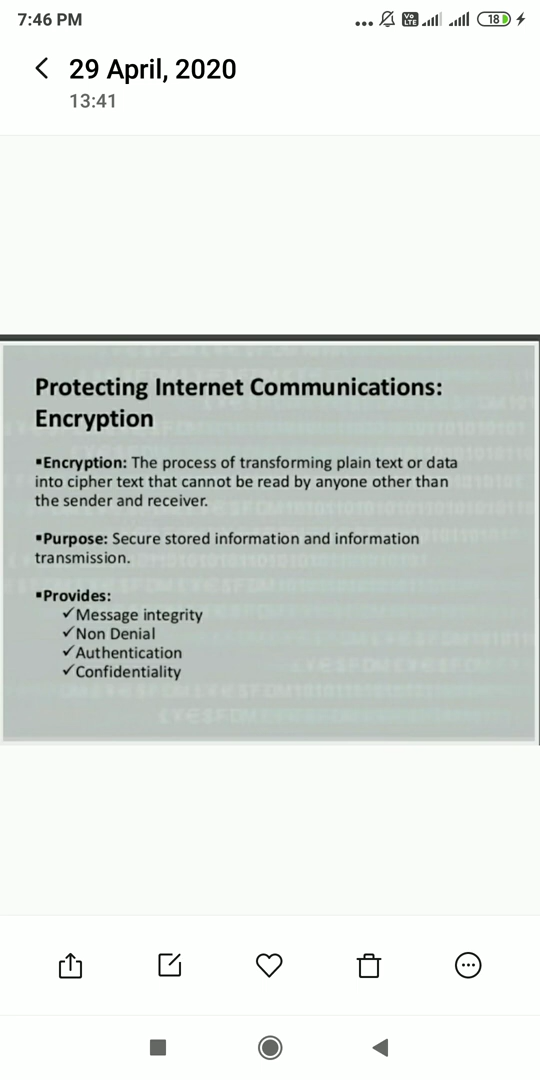 7:46 PM
Vo LTE
18
29 April, 2020
13:41
Protecting Internet Communications:
Encryption
▪Encryption: The process of transforming plain text or data
into cipher text that cannot be read by anyone other than
the sender and receiver.
▪Purpose: Secure stored information and information
transmission.
▪Provides:
✓Message integrity
✓Non Denial
✓Authentication
✓Confidentiality